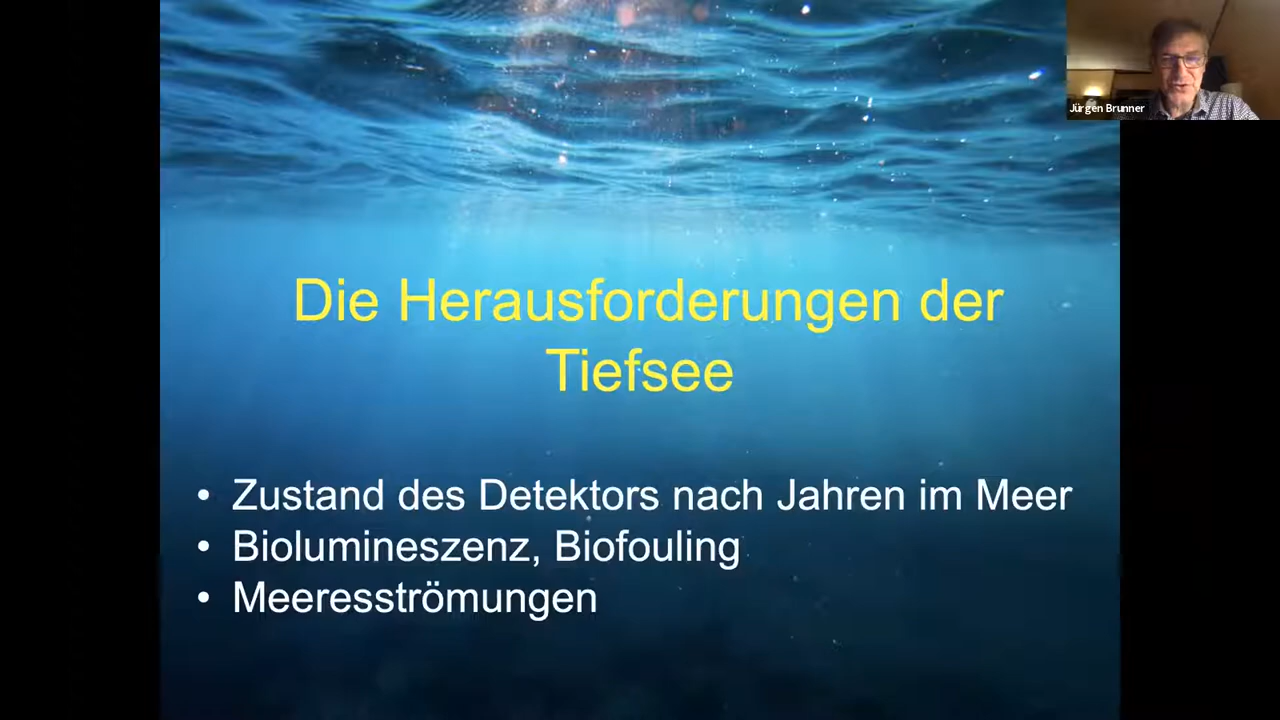 Jürgen Brunner
Die Herausforderungen der
Tiefsee
• Zustand des Detektors nach Jahren im Meer
• Biolumineszenz, Biofouling
• Meeresströmungen